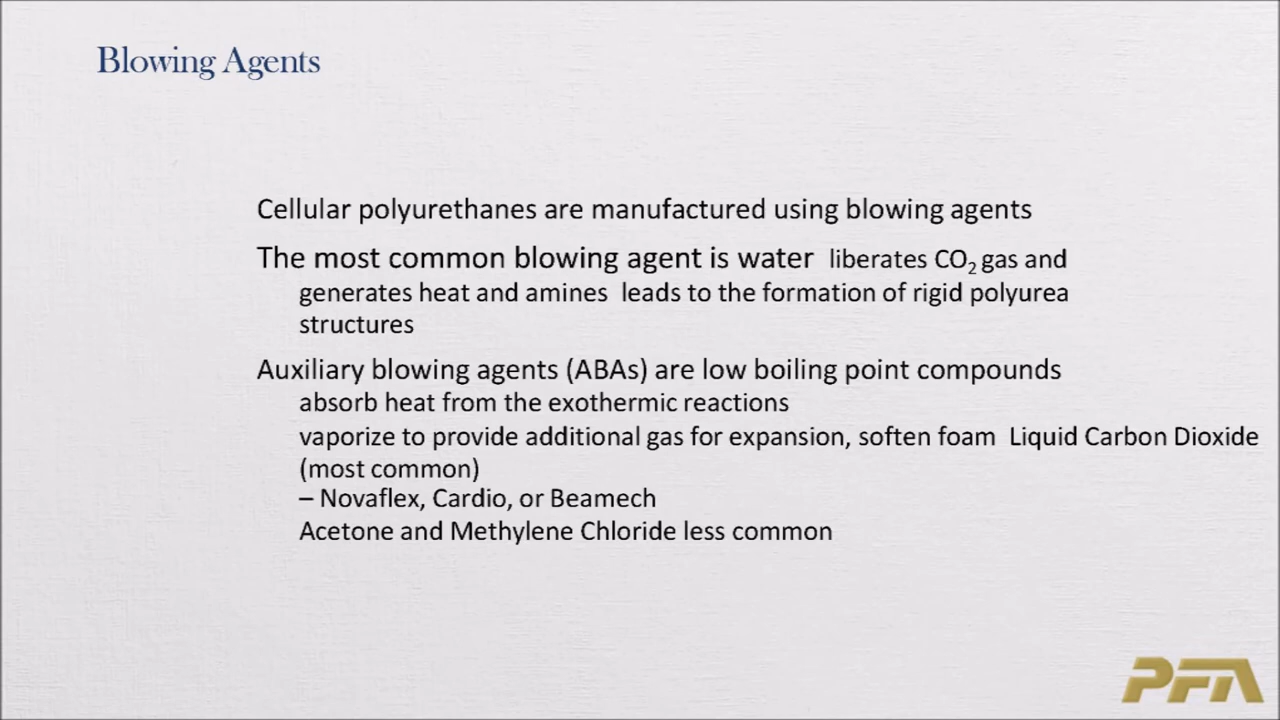 Blowing Agents
Cellular polyurethanes are manufactured using blowing agents
The most common blowing agent is water liberates CO₂ gas and
generates heat and amines leads to the formation of rigid polyurea
structures
Auxiliary blowing agents (ABAs) are low boiling point compounds
absorb heat from the exothermic reactions
vaporize to provide additional gas for expansion, soften foam Liquid Carbon Dioxide
(most common)
– Novaflex, Cardio, or Beamech
Acetone and Methylene Chloride less common
PFA